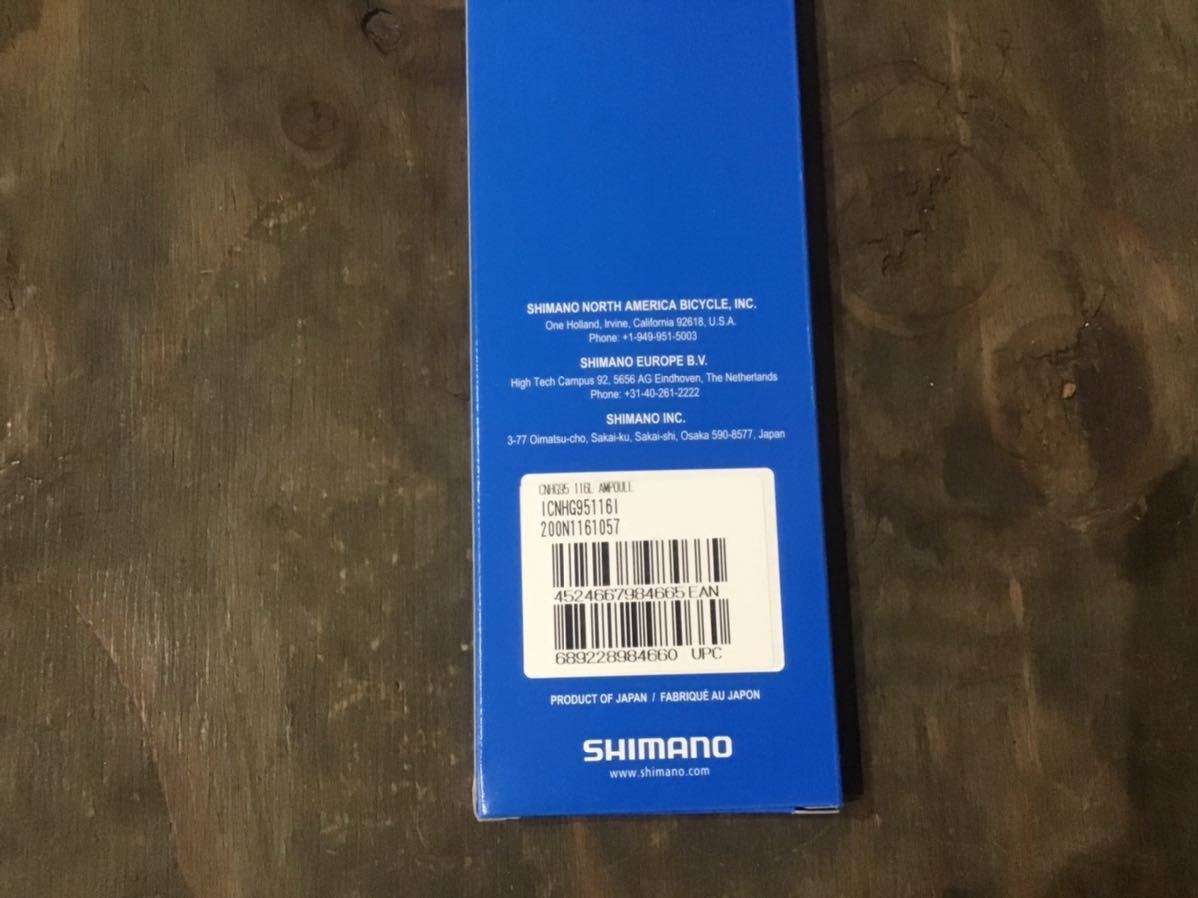 SHIMANO NORTH AMERICA BICYCLE, INC.
One Holland, Irvine, California 92618, U.S.A.
Phone: +1-949-951-5003
SHIMANO EUROPE B.V.
High Tech Campus 92, 5656 AG Eindhoven, The Netherlands
Phone: +31-40-261-2222
SHIMANO INC.
3-77 Oimatsu-cho, Sakai-ku, Sakai-shi, Osaka 590-8577, Japan
CNHG95 116L AMPOULE
ICNHG95116I
200N1161057
4524667984665 EAN
689228984660 UPC
PRODUCT OF JAPAN / FABRIQUÉ AU JAPON
SHIMANO
www.shimano.com